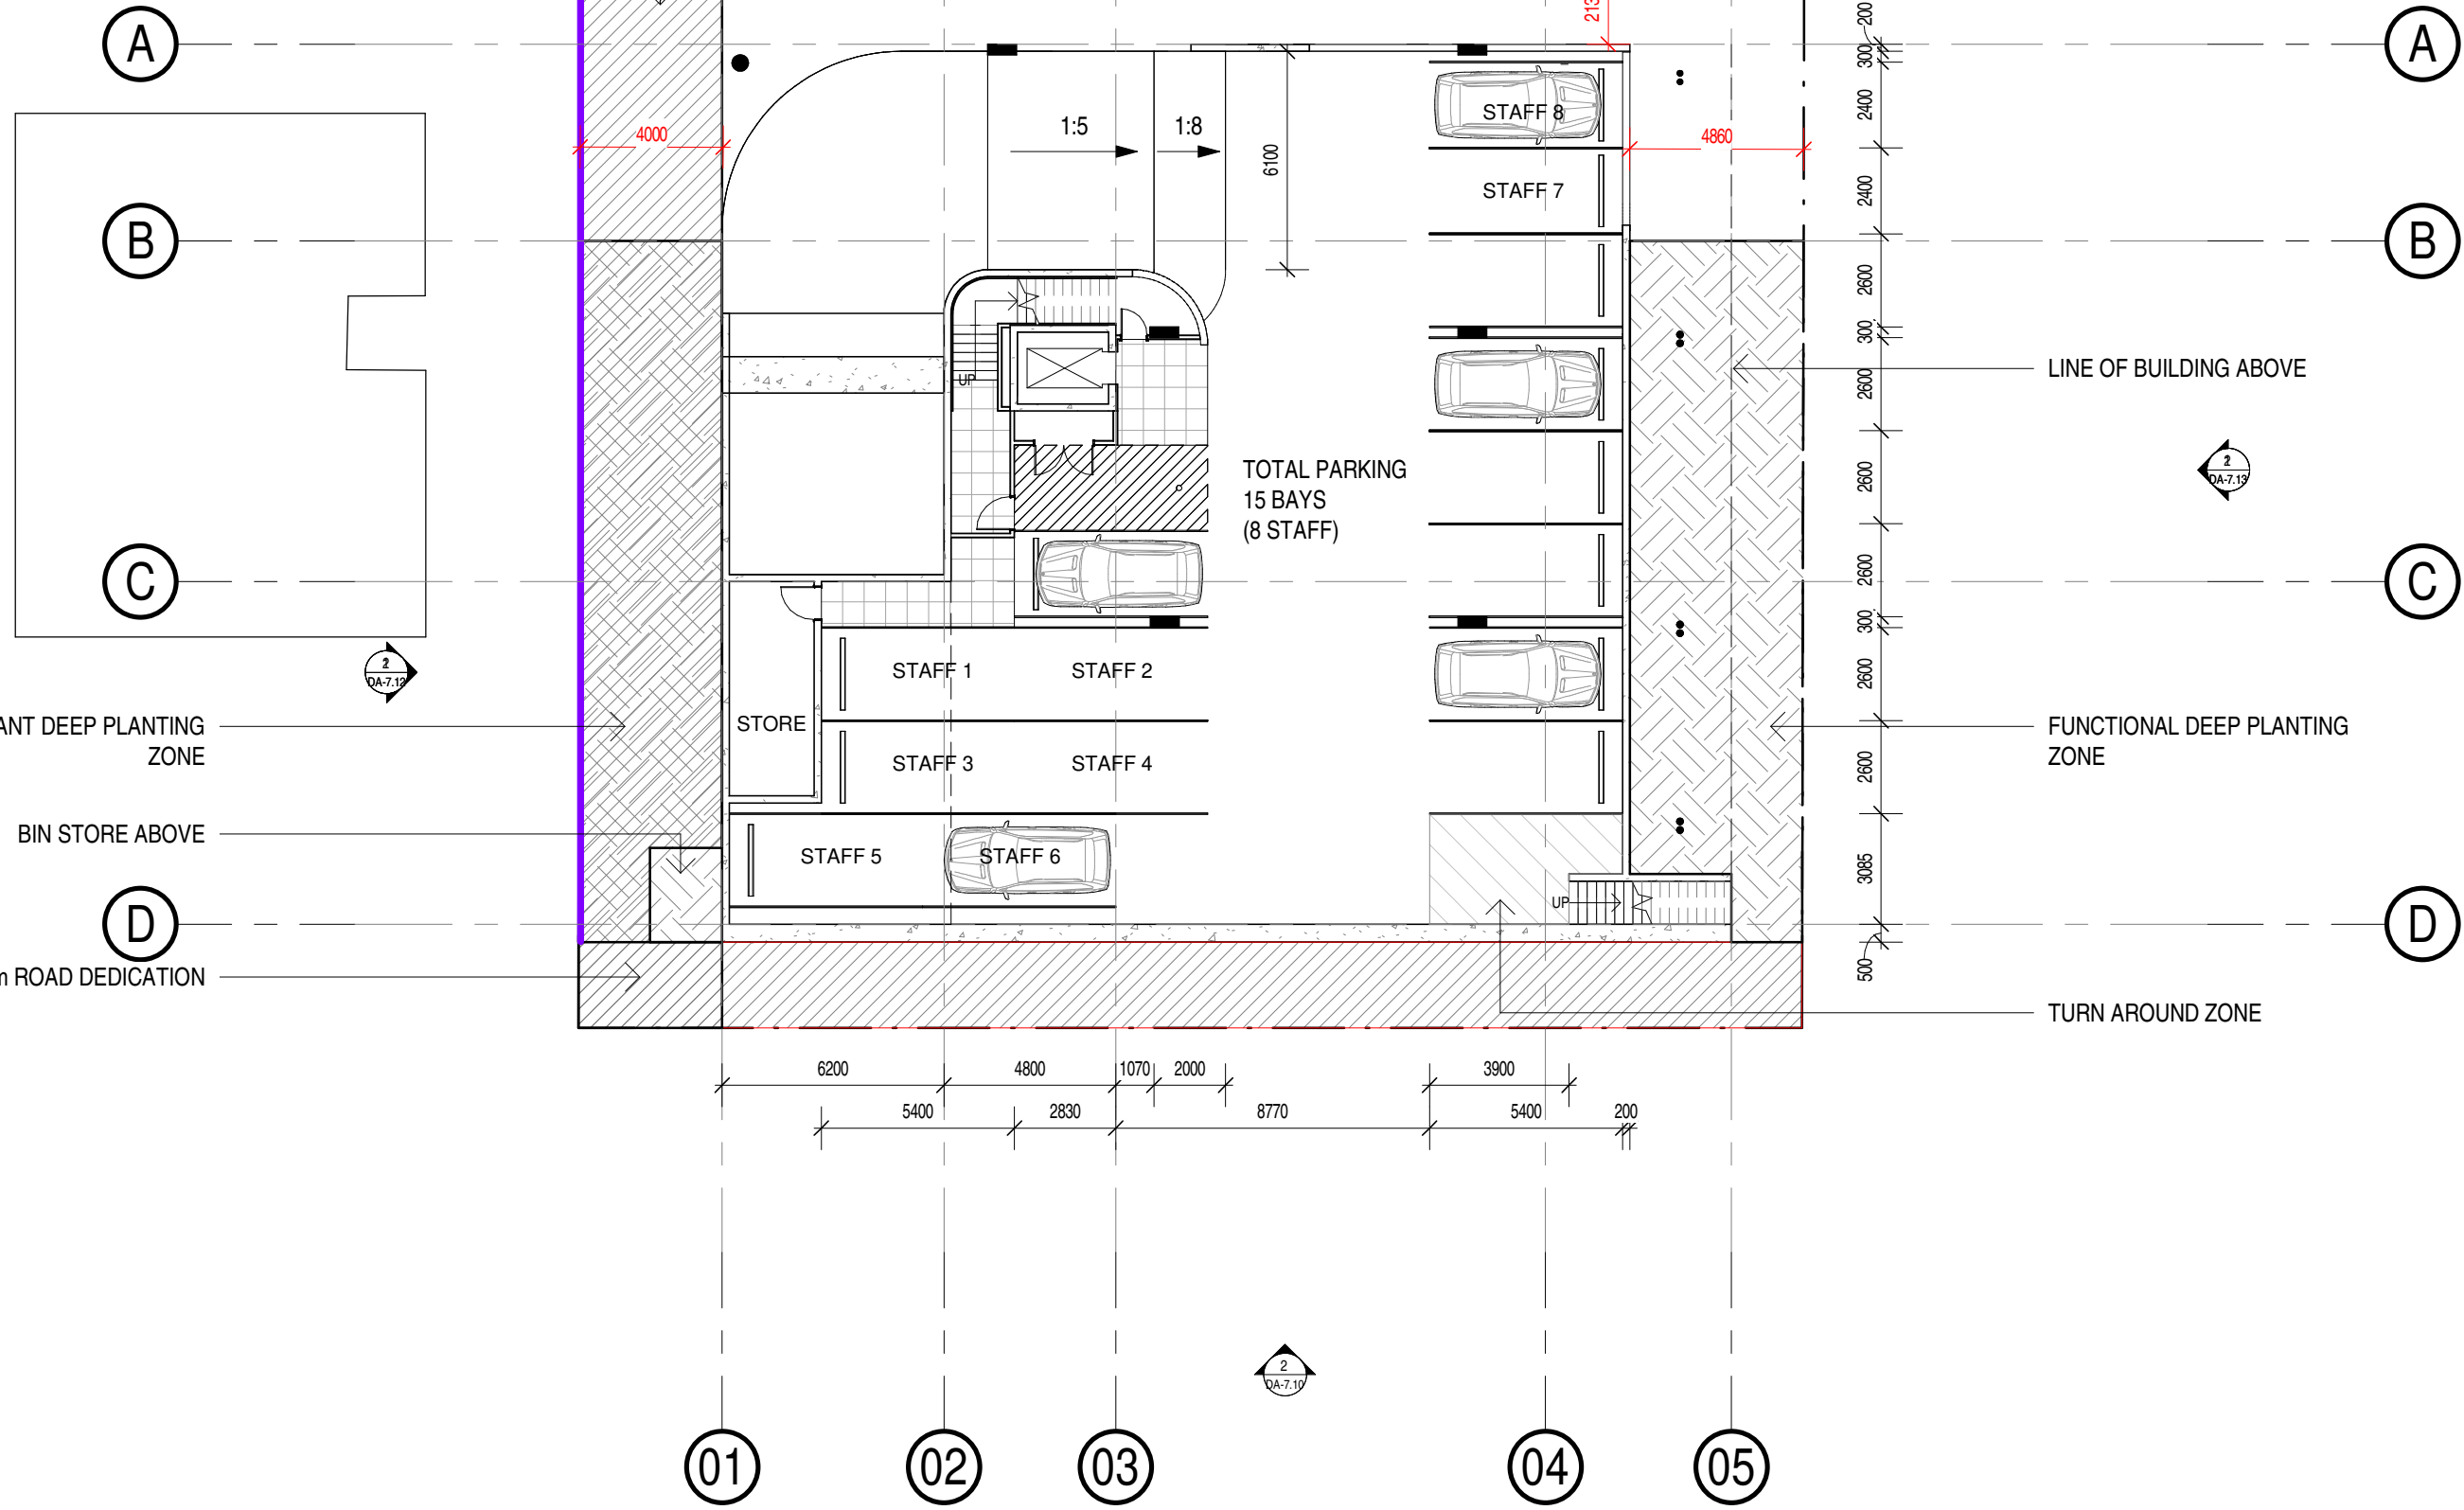 A
A
213
200
300
4000
1:5
1:8
6100
STAFF 8
4860
2400
STAFF 7
2400
B
B
2600
300
UP
LINE OF BUILDING ABOVE
2600
TOTAL PARKING
15 BAYS
(8 STAFF)
2600
DA-7.13
C
C
2600
300
DA-7.12
STAFF 1
STAFF 2
2600
STORE
ANT DEEP PLANTING
ZONE
FUNCTIONAL DEEP PLANTING
ZONE
STAFF 3
STAFF 4
2600
BIN STORE ABOVE
STAFF 5
STAFF 6
3085
UP
D
D
500
m ROAD DEDICATION
TURN AROUND ZONE
6200
4800
1070
2000
3900
5400
2830
8770
5400
200
2
DA-7.10
01
02
03
04
05